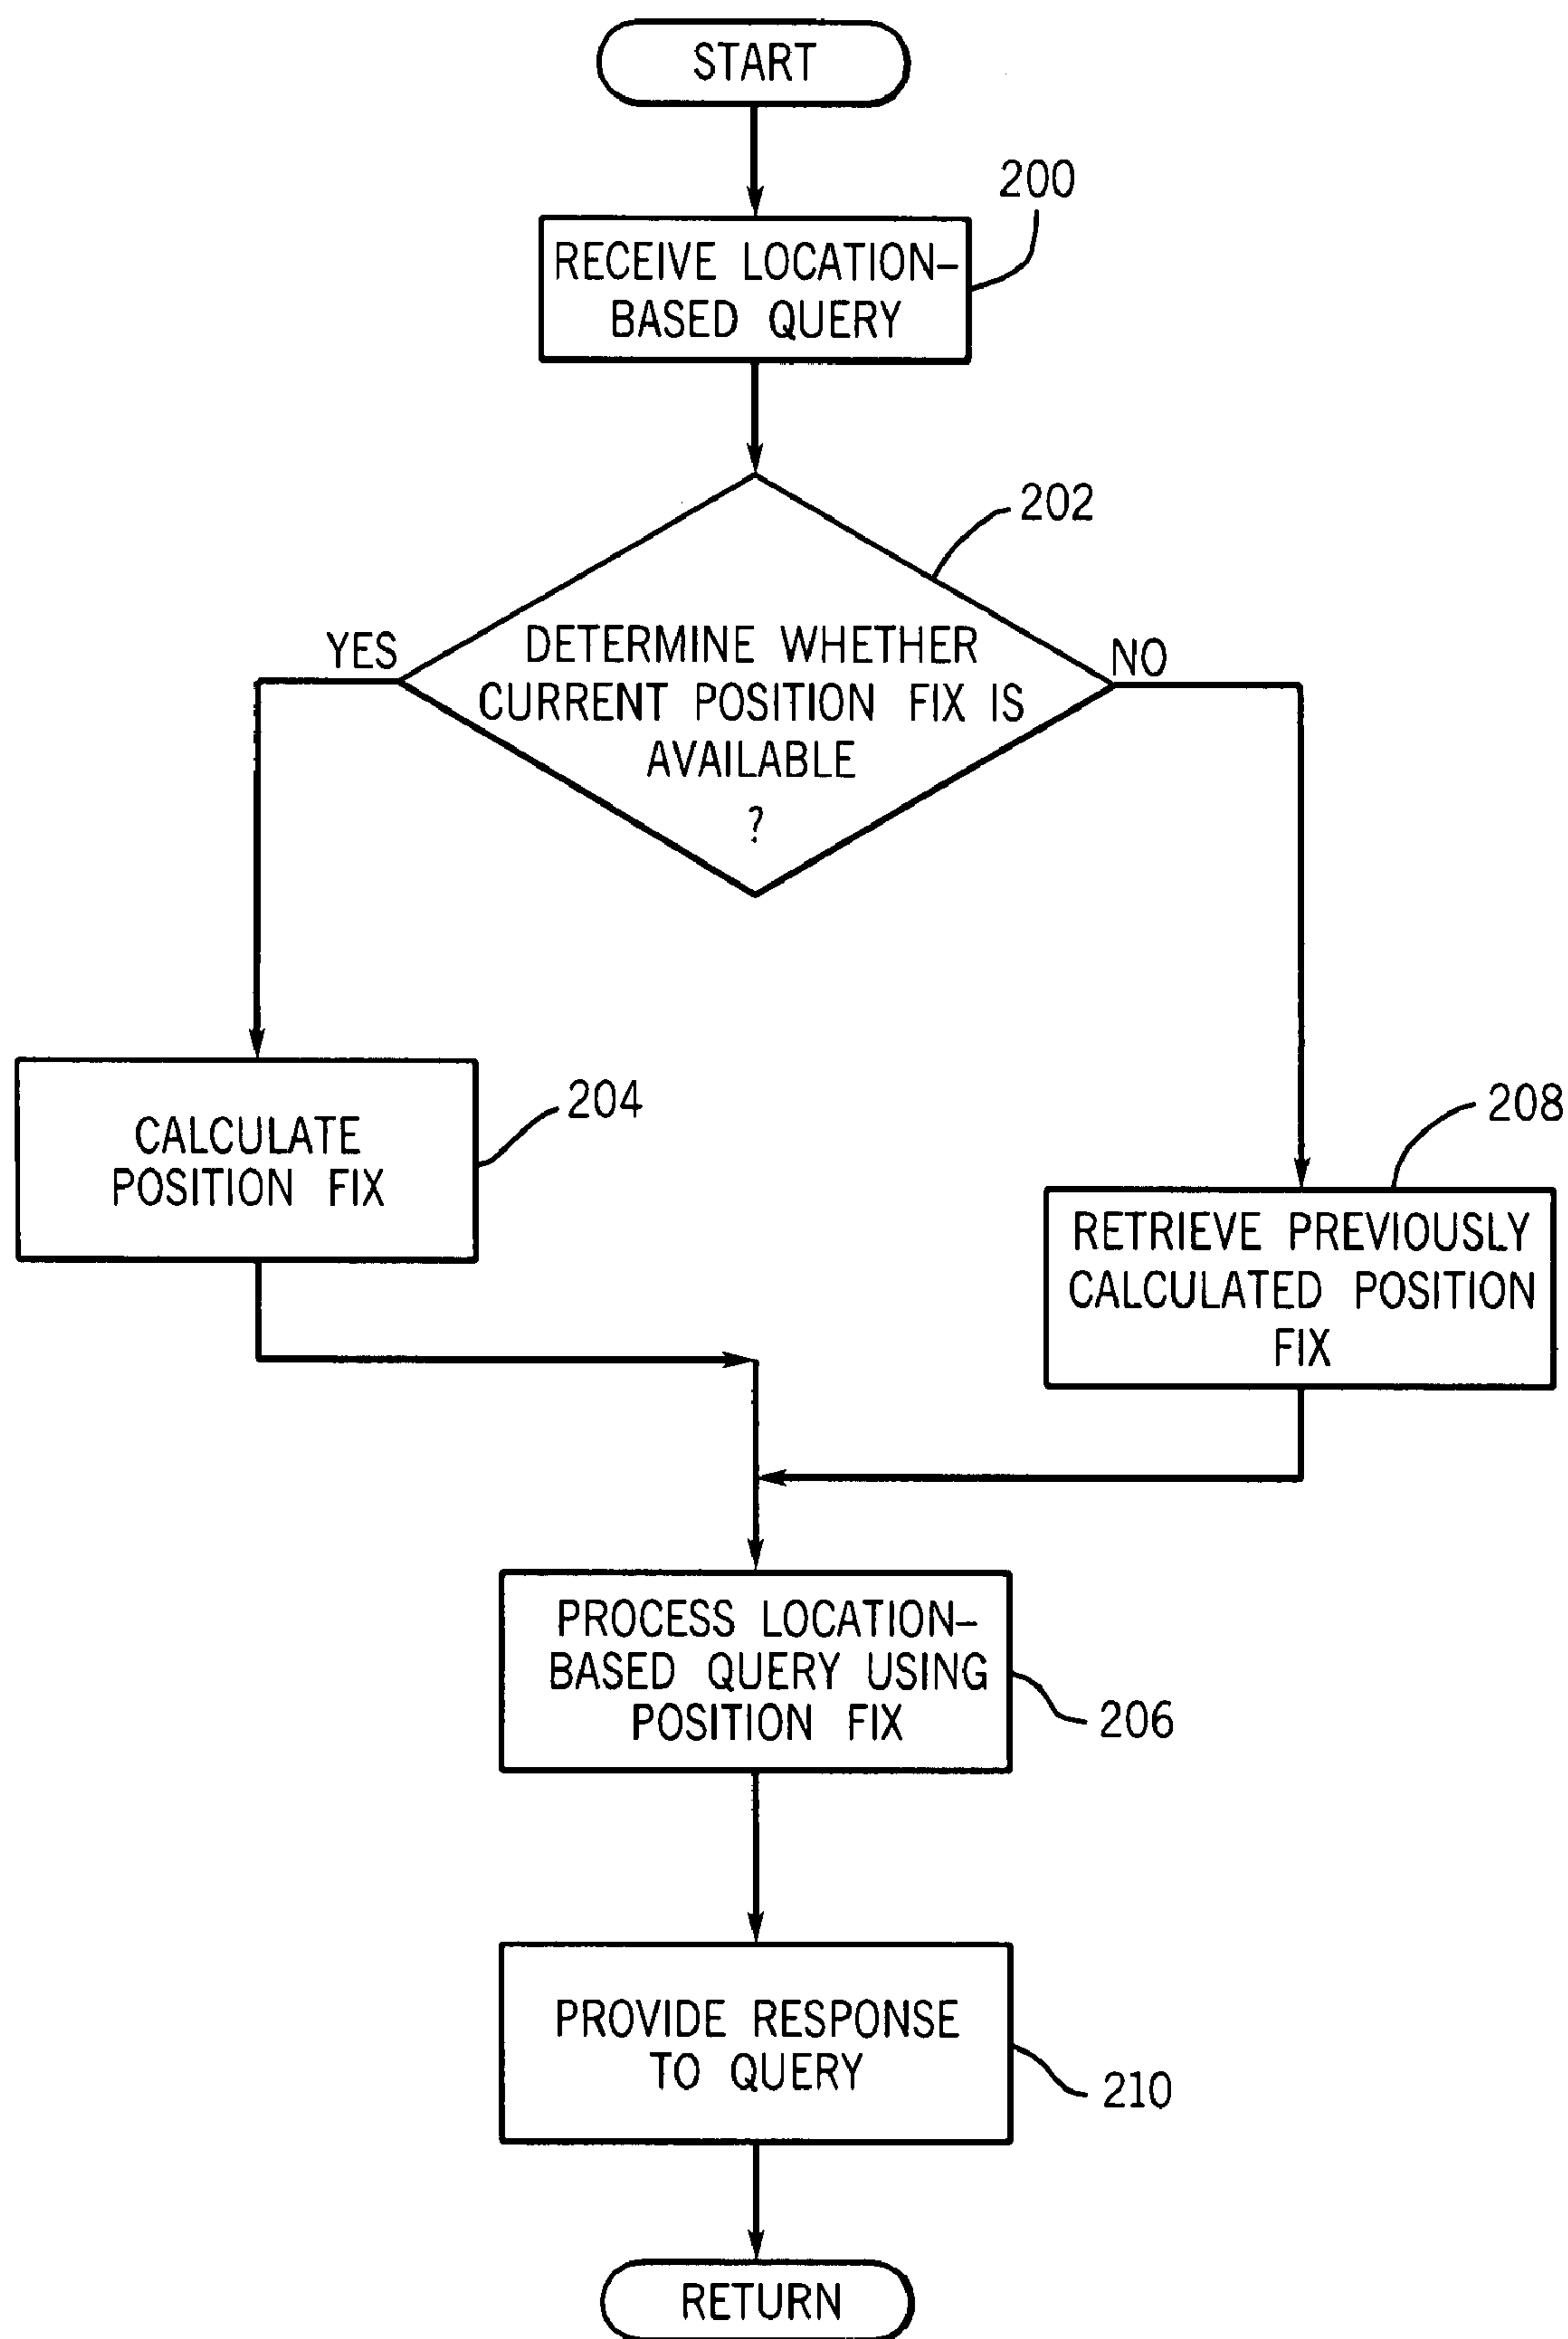 START
200
RECEIVE LOCATION-
BASED QUERY
202
YES
DETERMINE WHETHER
CURRENT POSITION FIX IS
AVAILABLE
?
NO
204
CALCULATE
POSITION FIX
208
RETRIEVE PREVIOUSLY
CALCULATED POSITION
FIX
PROCESS LOCATION-
BASED QUERY USING
POSITION FIX
206
PROVIDE RESPONSE
TO QUERY
210
RETURN